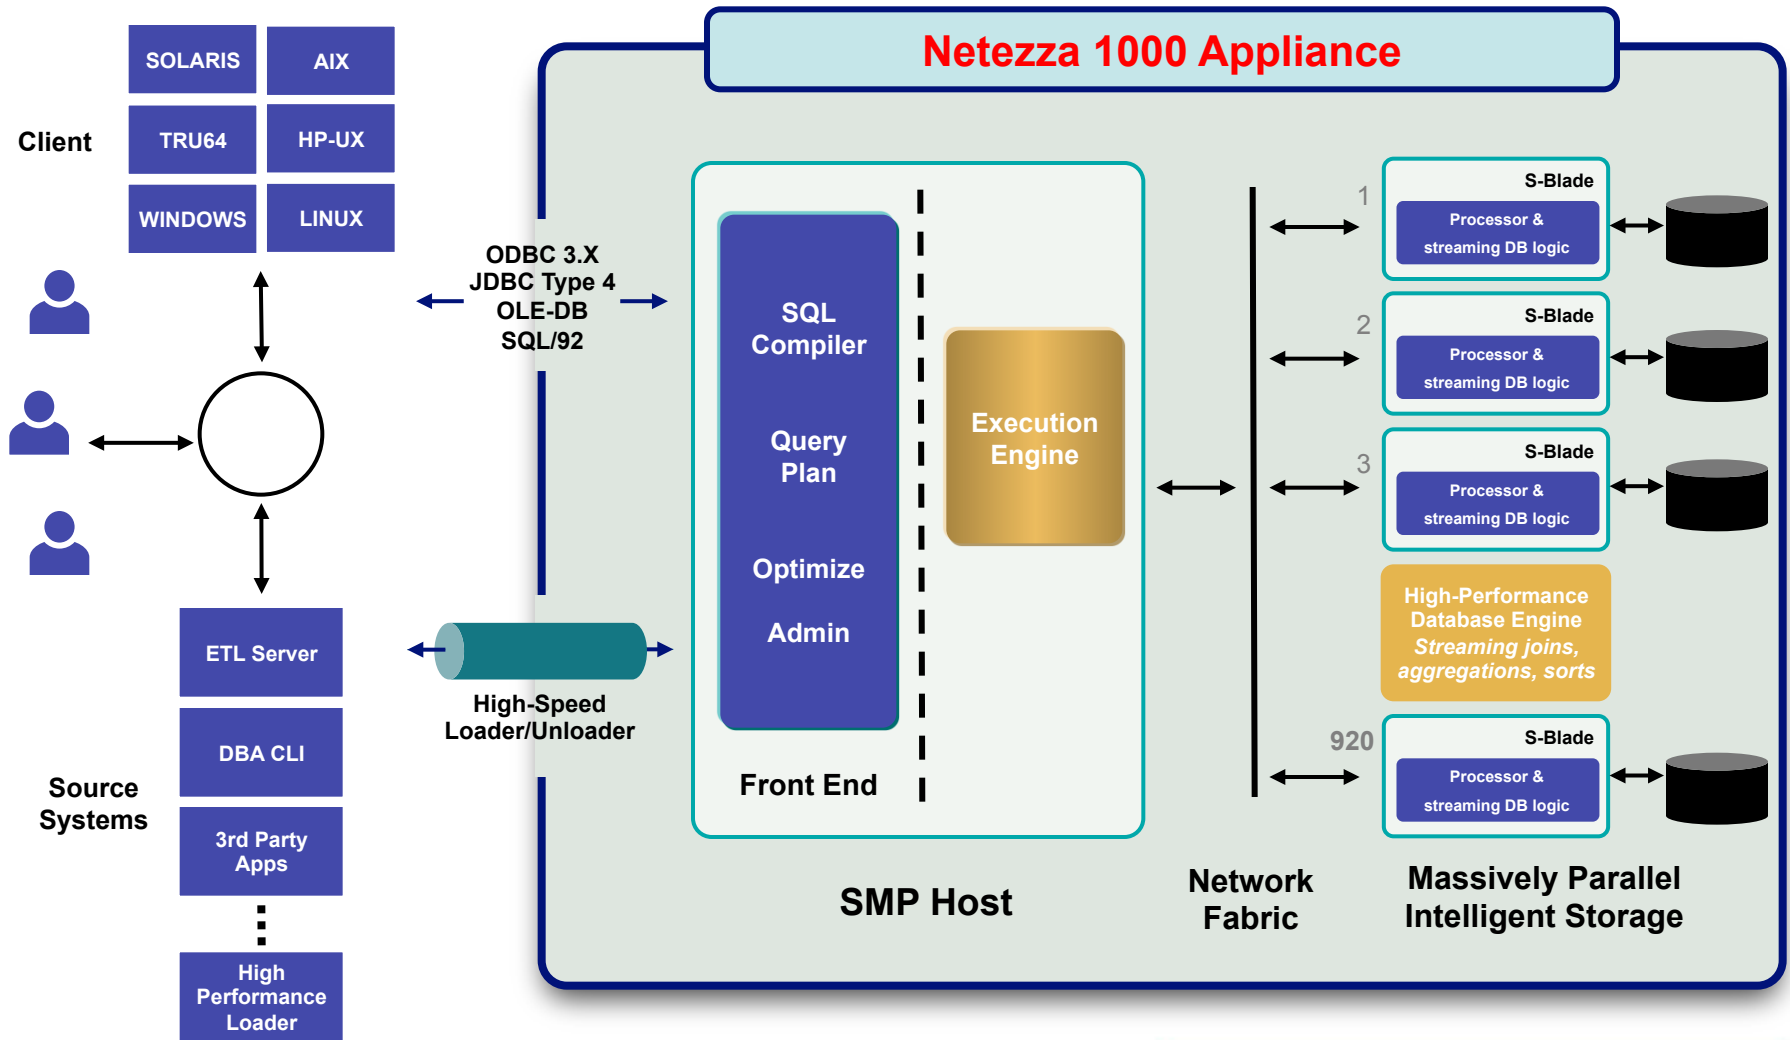 Netezza 1000 Appliance
Client
SOLARIS
AIX
TRU64
HP-UX
WINDOWS
LINUX
ODBC 3.X
JDBC Type 4
OLE-DB
SQL/92
High-Speed
Loader/Unloader
Source
Systems
ETL Server
DBA CLI
3rd Party
Apps
High
Performance
Loader
SQL
Compiler
Query
Plan
Optimize
Admin
Front End
Execution
Engine
SMP Host
Network
Fabric
1
S-Blade
Processor &
streaming DB logic
2
S-Blade
Processor &
streaming DB logic
3
S-Blade
Processor &
streaming DB logic
High-Performance
Database Engine
Streaming joins,
aggregations, sorts
920
S-Blade
Processor &
streaming DB logic
Massively Parallel
Intelligent Storage